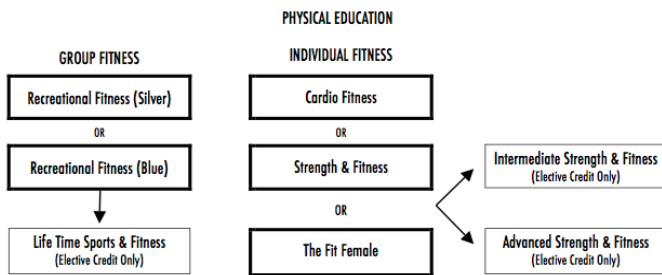 PHYSICAL EDUCATION
GROUP FITNESS
Recreational Fitness (Silver)
OR
Recreational Fitness (Blue)
Life Time Sports & Fitness
(Elective Credit Only)
INDIVIDUAL FITNESS
Cardio Fitness
OR
Strength & Fitness
OR
The Fit Female
Intermediate Strength & Fitness
(Elective Credit Only)
Advanced Strength & Fitness
(Elective Credit Only)